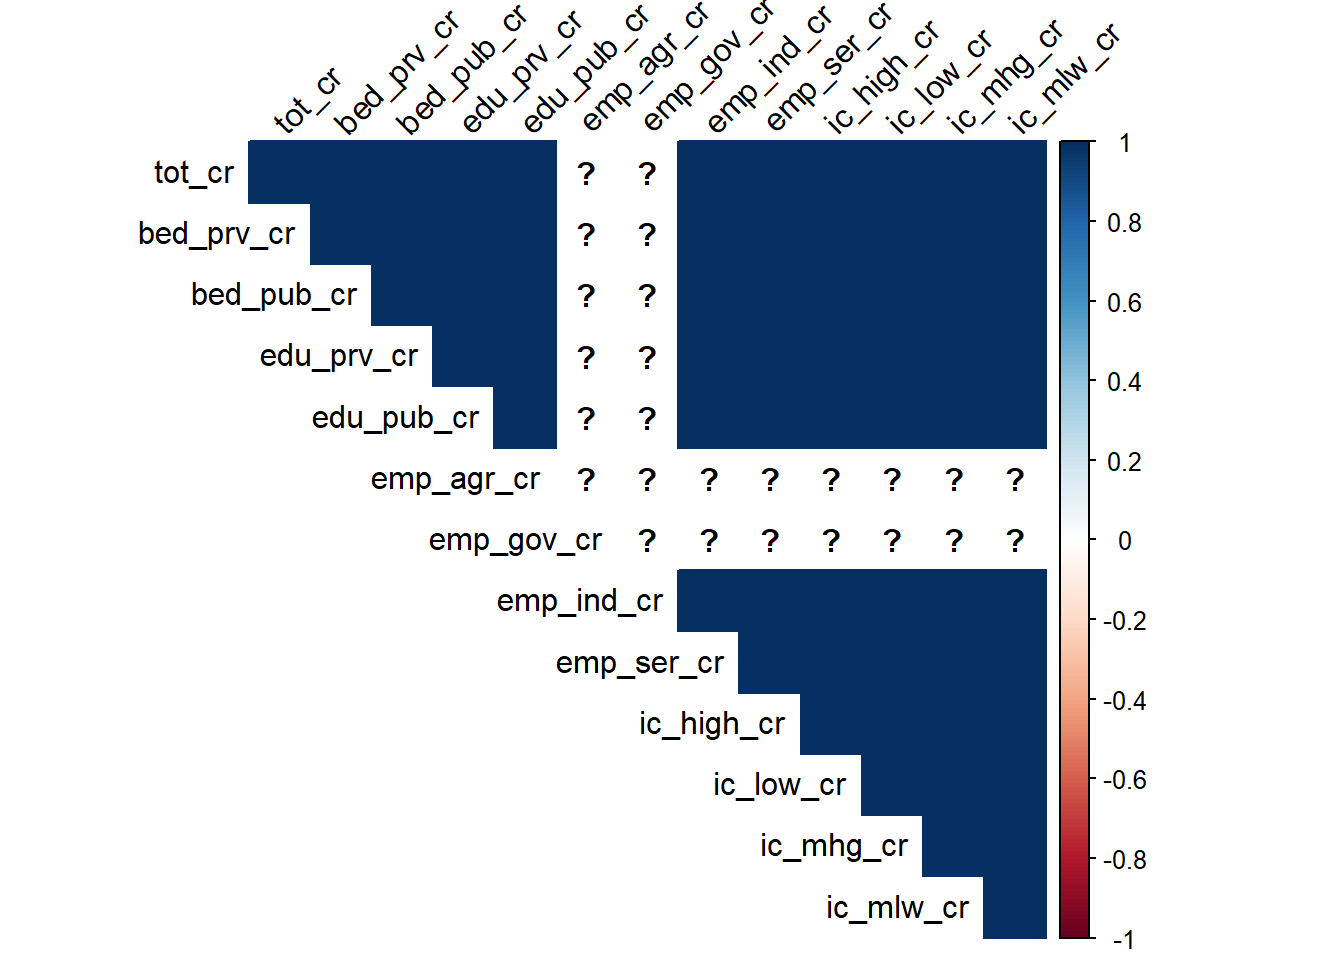 tot_cr
bed_prv_cr
bed_pub_cr
edu_prv_cr
edu_pub_cr
emp_agr_cr
emp_gov_cr
emp_ind_cr
emp_ser_cr
ic_high_cr
ic_low_cr
ic_mhg_cr
ic_mlw_cr
tot_cr ? ?
bed_prv_cr ? ?
bed_pub_cr ? ?
edu_prv_cr ? ?
edu_pub_cr ? ?
emp_agr_cr ? ? ? ? ? ? ? ?
emp_gov_cr ? ? ? ? ? ? ?
emp_ind_cr
emp_ser_cr
ic_high_cr
ic_low_cr
ic_mhg_cr
ic_mlw_cr
1
0.8
0.6
0.4
0.2
0
-0.2
-0.4
-0.6
-0.8
-1